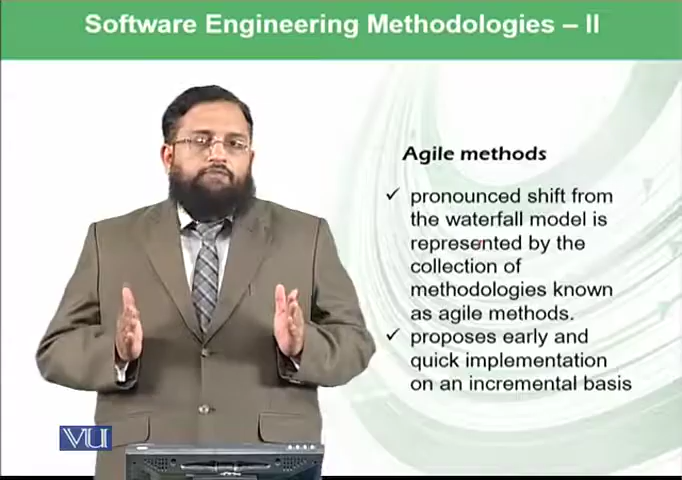 Software Engineering Methodologies – II
Agile methods
✓ pronounced shift from
the waterfall model is
represented by the
collection of
methodologies known
as agile methods.
✓ proposes early and
quick implementation
on an incremental basis
VU